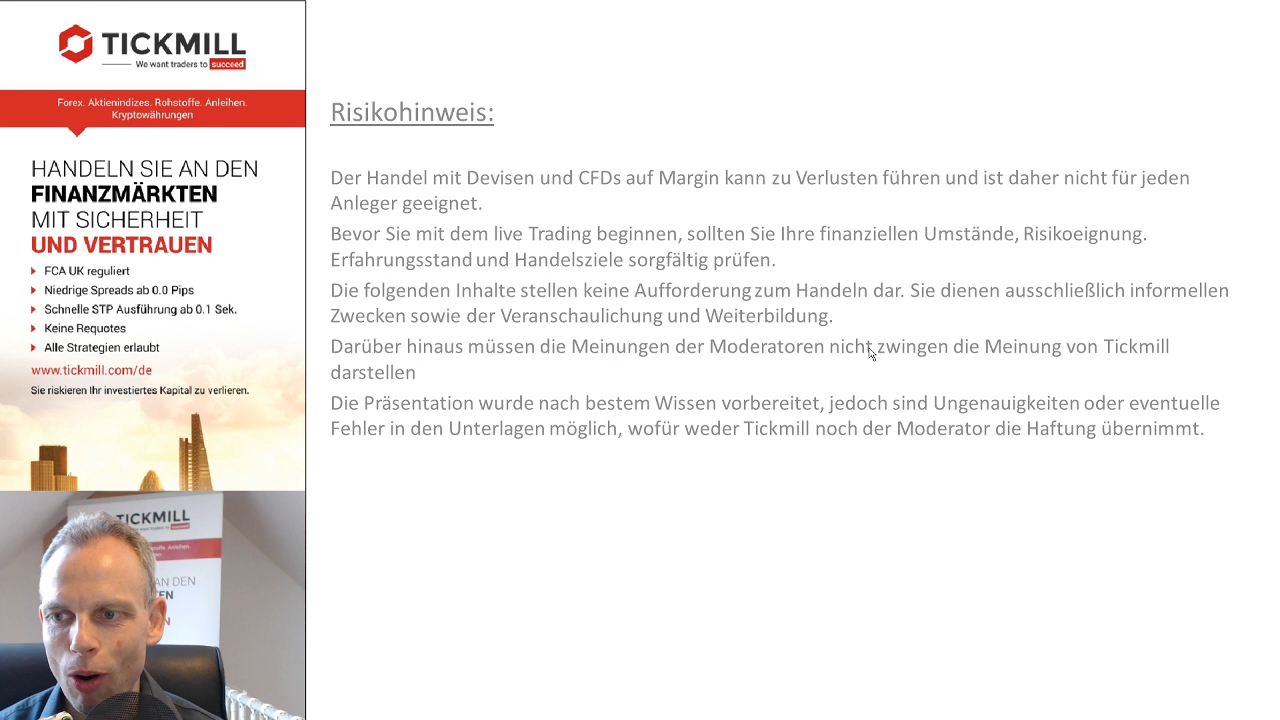 TICKMILL
We want traders to succeed
Forex. Aktienindizes. Rohstoffe. Anleihen.
Kryptowährungen
HANDELN SIE AN DEN
FINANZMÄRKTEN
MIT SICHERHEIT
UND VERTRAUEN
FCA UK reguliert
Niedrige Spreads ab 0.0 Pips
Schnelle STP Ausführung ab 0.1 Sek.
Keine Requotes
Alle Strategien erlaubt
www.tickmill.com/de
Sie riskieren Ihr investiertes Kapital zu verlieren.
Risikohinweis:
Der Handel mit Devisen und CFDs auf Margin kann zu Verlusten führen und ist daher nicht für jeden
Anleger geeignet.
Bevor Sie mit dem live Trading beginnen, sollten Sie Ihre finanziellen Umstände, Risikoeignung.
Erfahrungsstand und Handelsziele sorgfältig prüfen.
Die folgenden Inhalte stellen keine Aufforderung zum Handeln dar. Sie dienen ausschließlich informellen
Zwecken sowie der Veranschaulichung und Weiterbildung.
Darüber hinaus müssen die Meinungen der Moderatoren nicht zwingen die Meinung von Tickmill
darstellen
Die Präsentation wurde nach bestem Wissen vorbereitet, jedoch sind Ungenauigkeiten oder eventuelle
Fehler in den Unterlagen möglich, wofür weder Tickmill noch der Moderator die Haftung übernimmt.
TICKMILL
AN DEN